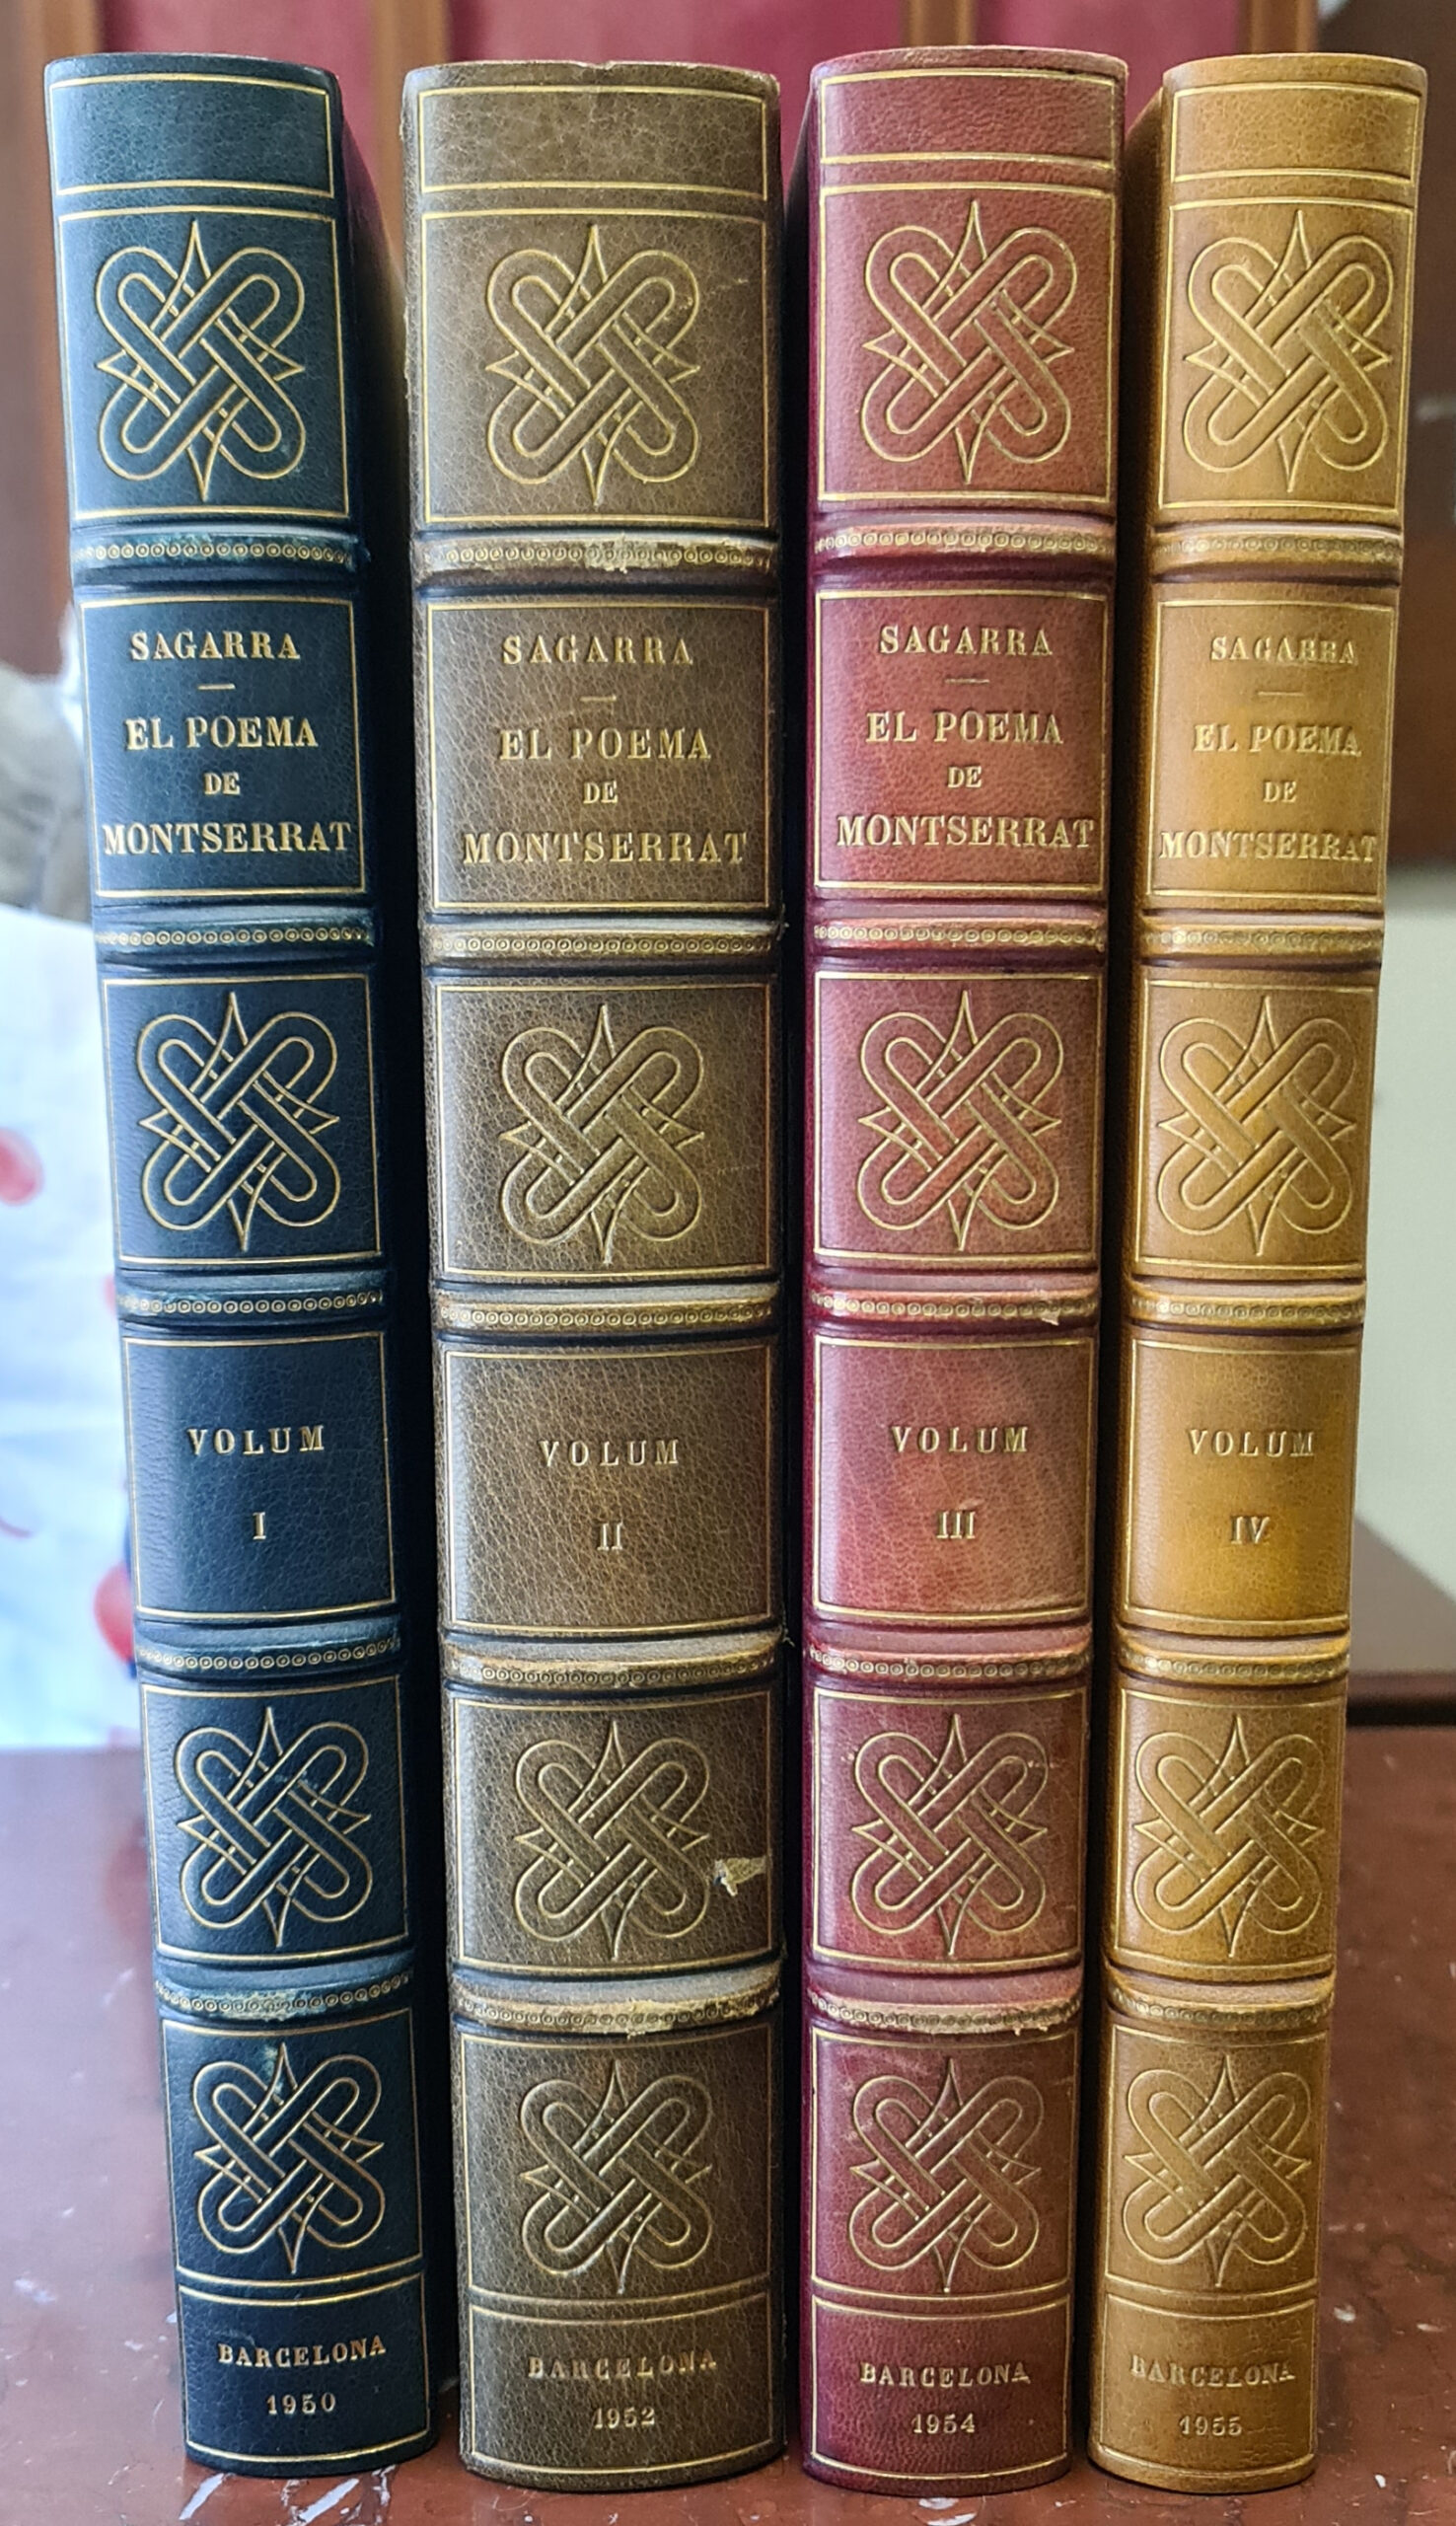 SAGARRA
EL POEMA
DE
MONTSERRAT
VOLUM
I
BARCELONA
1950
SAGARRA
EL POEMA
DE
MONTSERRAT
VOLUM
II
BARCELONA
1952
SAGARRA
EL POEMA
DE
MONTSERRAT
VOLUM
III
BARCELONA
1954
SAGARRA
EL POEMA
DE
MONTSERRAT
VOLUM
IV
BARCELONA
1955